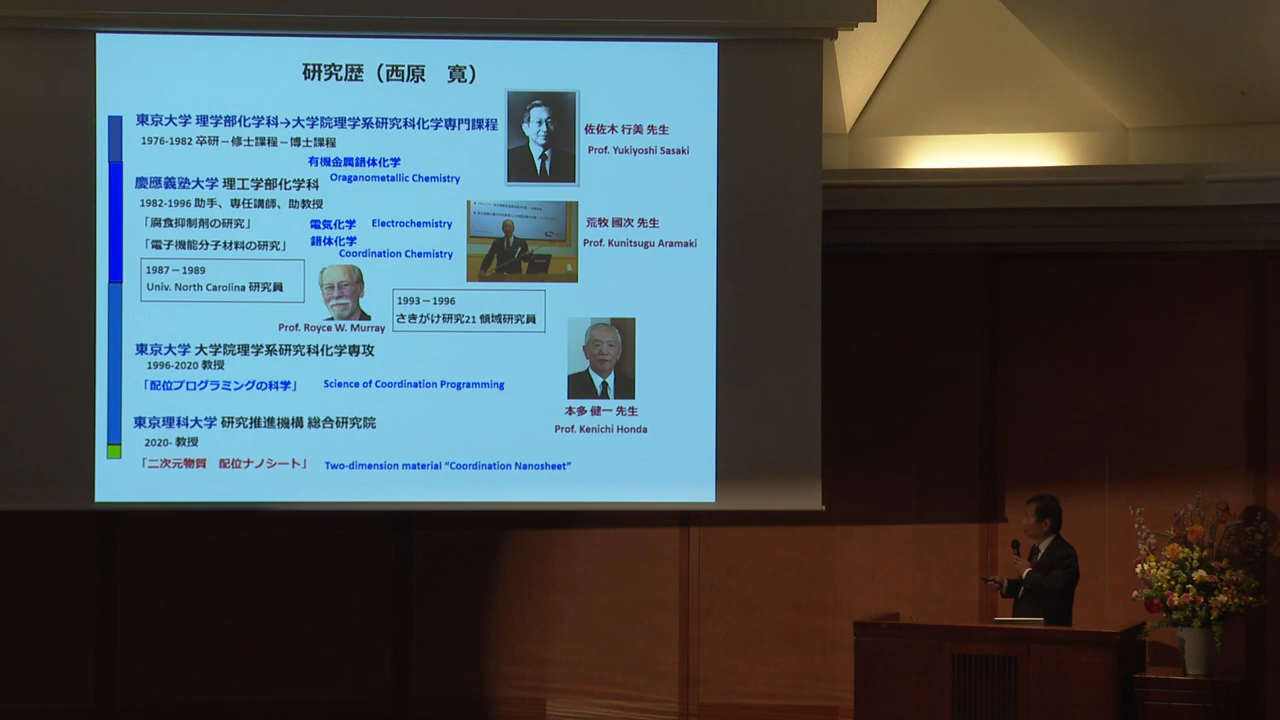 研究歴（西原　寛）
東京大学 理学部化学科→大学院理学系研究科化学専門課程
1976-1982 卒研－修士課程－博士課程
有機金属錯体化学
Oraganometallic Chemistry
佐佐木 行美 先生
Prof. Yukiyoshi Sasaki
慶應義塾大学 理工学部化学科
1982-1996 助手、専任講師、助教授
「腐食抑制剤の研究」 電気化学 Electrochemistry
「電子機能分子材料の研究」 錯体化学
Coordination Chemistry
荒牧 國次 先生
Prof. Kunitsugu Aramaki
1987－1989
Univ. North Carolina 研究員
Prof. Royce W. Murray
1993－1996
さきがけ研究21 領域研究員
東京大学 大学院理学系研究科化学専攻
1996-2020 教授
「配位プログラミングの科学」 Science of Coordination Programming
本多 健一 先生
Prof. Kenichi Honda
東京理科大学 研究推進機構 総合研究院
2020- 教授
「二次元物質　配位ナノシート」 Two-dimension material “Coordination Nanosheet”